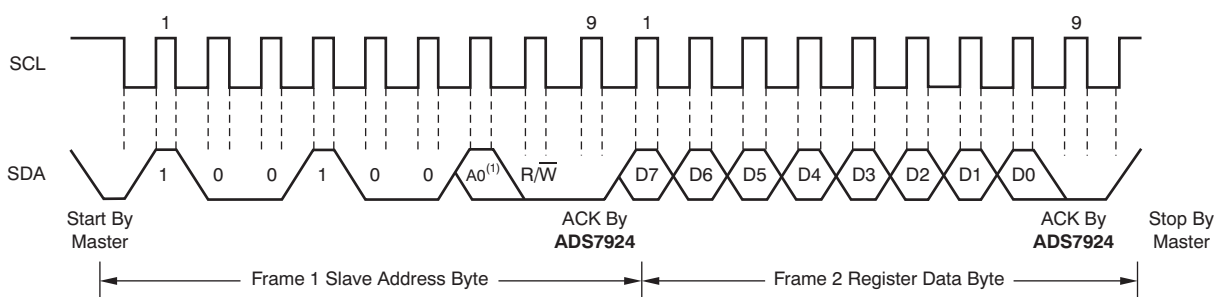 1 9 1 9
SCL
SDA
1 0 0 1 0 0 A0(1) R/W D7 D6 D5 D4 D3 D2 D1 D0
Start By
Master
ACK By
ADS7924
ACK By
ADS7924
Stop By
Master
Frame 1 Slave Address Byte
Frame 2 Register Data Byte